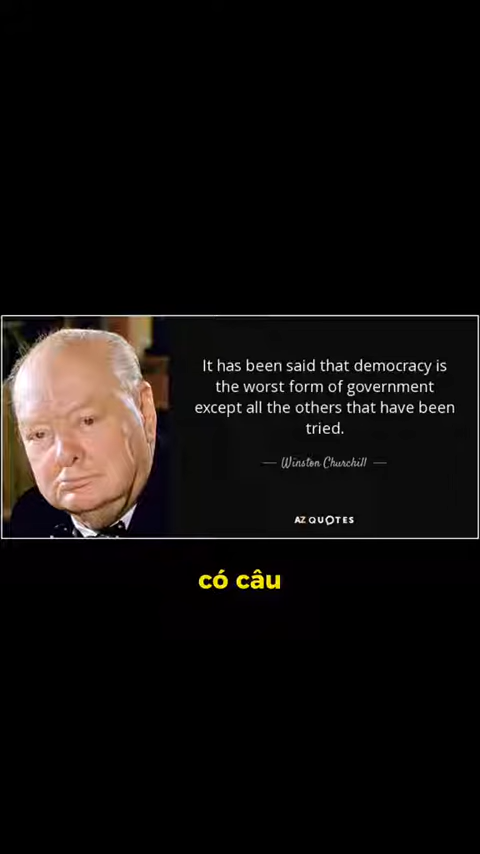 It has been said that democracy is
the worst form of government
except all the others that have been
tried.
— Winston Churchill —
AZ QUOTES
có câu